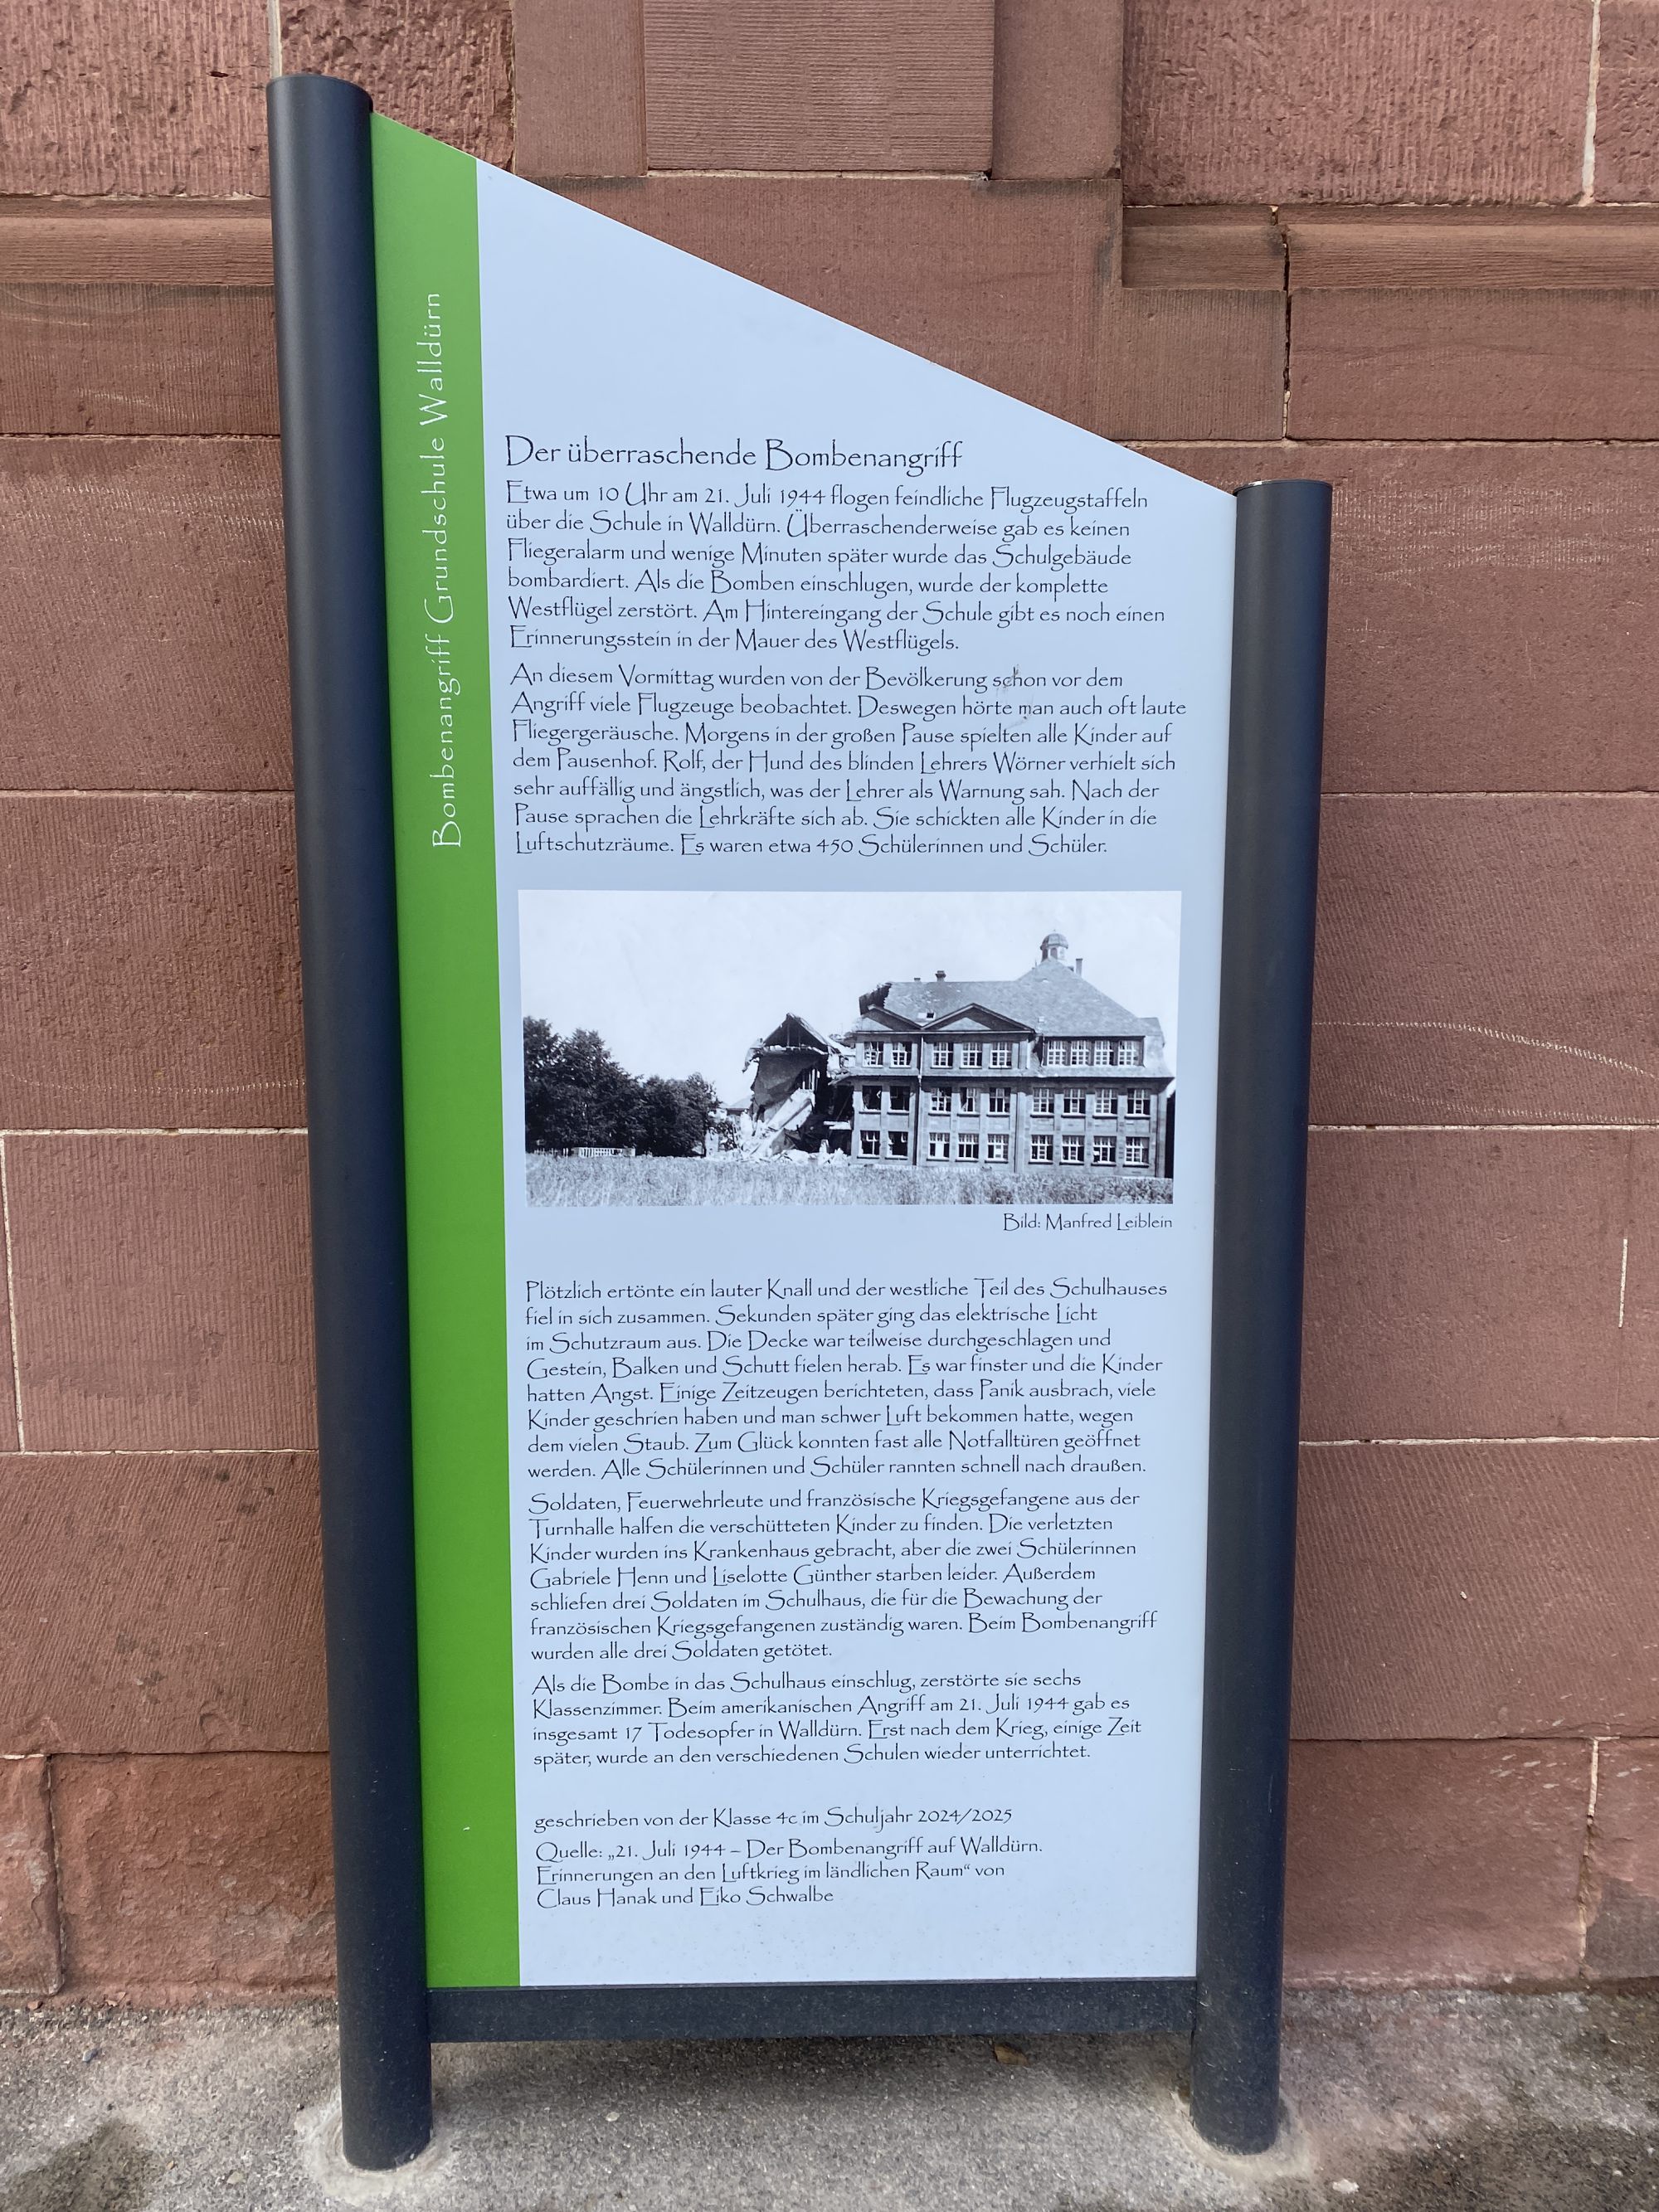 Bombenangriff Grundschule Walldürn
Der überraschende Bombenangriff
Etwa um 10 Uhr am 21. Juli 1944 flogen feindliche Flugzeugstaffeln
über die Schule in Walldürn. Überraschenderweise gab es keinen
Fliegeralarm und wenige Minuten später wurde das Schulgebäude
bombardiert. Als die Bomben einschlugen, wurde der komplette
Westflügel zerstört. Am Hintereingang der Schule gibt es noch einen
Erinnerungsstein in der Mauer des Westflügels.
An diesem Vormittag wurden von der Bevölkerung schon vor dem
Angriff viele Flugzeuge beobachtet. Deswegen hörte man auch oft laute
Fliegergeräusche. Morgens in der großen Pause spielten alle Kinder auf
dem Pausenhof. Rolf, der Hund des blinden Lehrers Wörner verhielt sich
sehr auffällig und ängstlich, was der Lehrer als Warnung sah. Nach der
Pause sprachen die Lehrkräfte sich ab. Sie schickten alle Kinder in die
Luftschutzräume. Es waren etwa 450 Schülerinnen und Schüler.
Bild: Manfred Leiblein
Plötzlich ertönte ein lauter Knall und der westliche Teil des Schulhauses
fiel in sich zusammen. Sekunden später ging das elektrische Licht
im Schutzraum aus. Die Decke war teilweise durchgeschlagen und
Gestein, Balken und Schutt fielen herab. Es war finster und die Kinder
hatten Angst. Einige Zeitzeugen berichteten, dass Panik ausbrach, viele
Kinder geschrien haben und man schwer Luft bekommen hatte, wegen
dem vielen Staub. Zum Glück konnten fast alle Notfalltüren geöffnet
werden. Alle Schülerinnen und Schüler rannten schnell nach draußen.
Soldaten, Feuerwehrleute und französische Kriegsgefangene aus der
Turnhalle halfen die verschütteten Kinder zu finden. Die verletzten
Kinder wurden ins Krankenhaus gebracht, aber die zwei Schülerinnen
Gabriele Henn und Liselotte Günther starben leider. Außerdem
schliefen drei Soldaten im Schulhaus, die für die Bewachung der
französischen Kriegsgefangenen zuständig waren. Beim Bombenangriff
wurden alle drei Soldaten getötet.
Als die Bombe in das Schulhaus einschlug, zerstörte sie sechs
Klassenzimmer. Beim amerikanischen Angriff am 21. Juli 1944 gab es
insgesamt 17 Todesopfer in Walldürn. Erst nach dem Krieg, einige Zeit
später, wurde an den verschiedenen Schulen wieder unterrichtet.
geschrieben von der Klasse 4c im Schuljahr 2024/2025
Quelle: „21. Juli 1944 – Der Bombenangriff auf Walldürn.
Erinnerungen an den Luftkrieg im ländlichen Raum“ von
Claus Hanak und Eiko Schwalbe